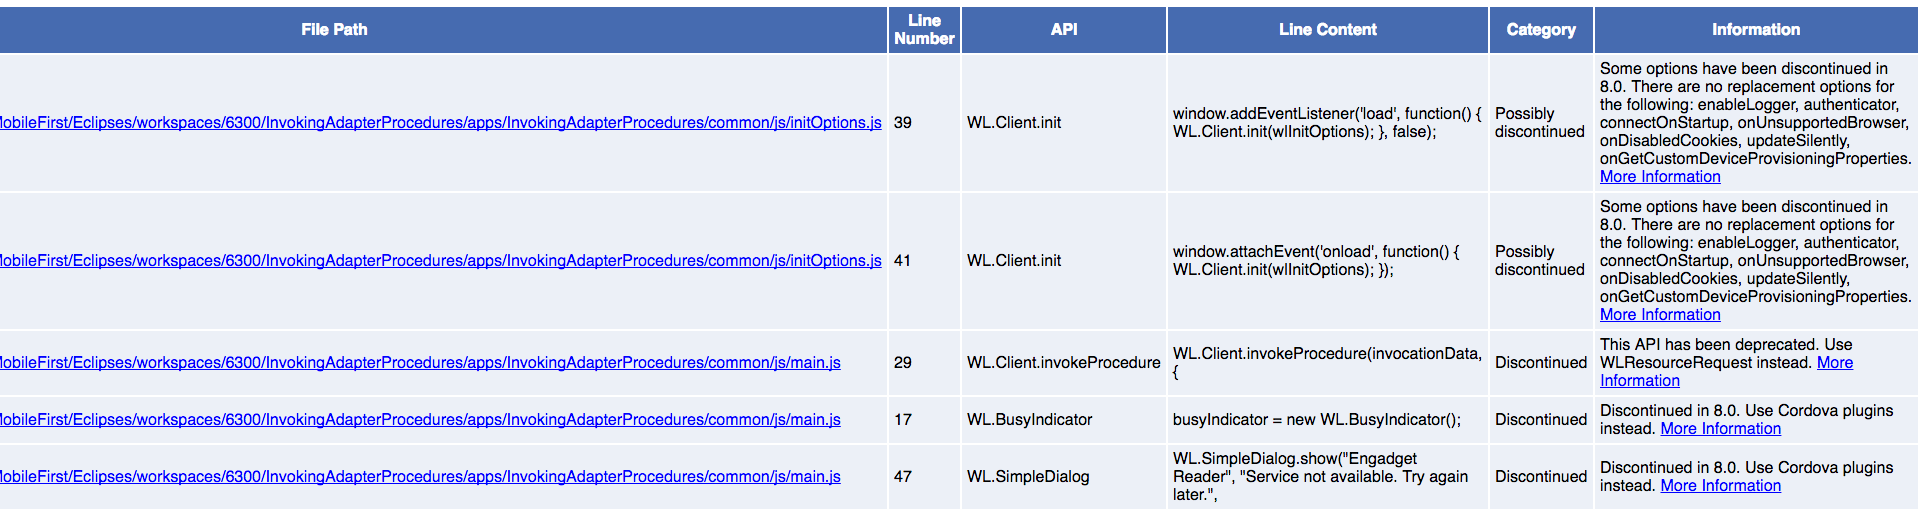 File Path
Line
Number
API
Line Content
Category
Information
MobileFirst/Eclipses/workspaces/6300/InvokingAdapterProcedures/apps/InvokingAdapterProcedures/common/js/initOptions.js
39
WL.Client.init
window.addEventListener('load', function() {
WL.Client.init(wlInitOptions); }, false);
Possibly
discontinued
Some options have been discontinued in
8.0. There are no replacement options for
the following: enableLogger, authenticator,
connectOnStartup, onUnsupportedBrowser,
onDisabledCookies, updateSilently,
onGetCustomDeviceProvisioningProperties.
More Information
MobileFirst/Eclipses/workspaces/6300/InvokingAdapterProcedures/apps/InvokingAdapterProcedures/common/js/initOptions.js
41
WL.Client.init
window.attachEvent('onload', function() {
WL.Client.init(wlInitOptions); });
Possibly
discontinued
Some options have been discontinued in
8.0. There are no replacement options for
the following: enableLogger, authenticator,
connectOnStartup, onUnsupportedBrowser,
onDisabledCookies, updateSilently,
onGetCustomDeviceProvisioningProperties.
More Information
MobileFirst/Eclipses/workspaces/6300/InvokingAdapterProcedures/apps/InvokingAdapterProcedures/common/js/main.js
29
WL.Client.invokeProcedure
WL.Client.invokeProcedure(invocationData,
{
Discontinued
This API has been deprecated. Use
WLResourceRequest instead. More
Information
MobileFirst/Eclipses/workspaces/6300/InvokingAdapterProcedures/apps/InvokingAdapterProcedures/common/js/main.js
17
WL.BusyIndicator
busyIndicator = new WL.BusyIndicator();
Discontinued
Discontinued in 8.0. Use Cordova plugins
instead. More Information
MobileFirst/Eclipses/workspaces/6300/InvokingAdapterProcedures/apps/InvokingAdapterProcedures/common/js/main.js
47
WL.SimpleDialog
WL.SimpleDialog.show("Engadget
Reader", "Service not available. Try again
later.",
Discontinued
Discontinued in 8.0. Use Cordova plugins
instead. More Information